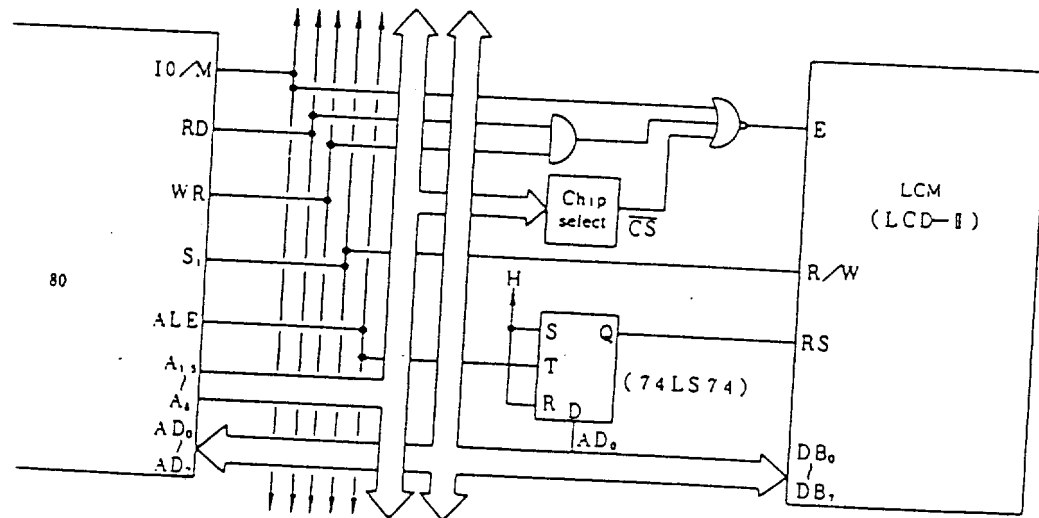 IO/M
RD
WR
S₁
80
ALE
A₁₅
A₈
AD₀
AD₇
Chip
select
CS
H
S
Q
T
R
D
(74LS74)
AD₀
E
LCM
(LCD-Ⅱ)
R/W
RS
DB₀
DB₇